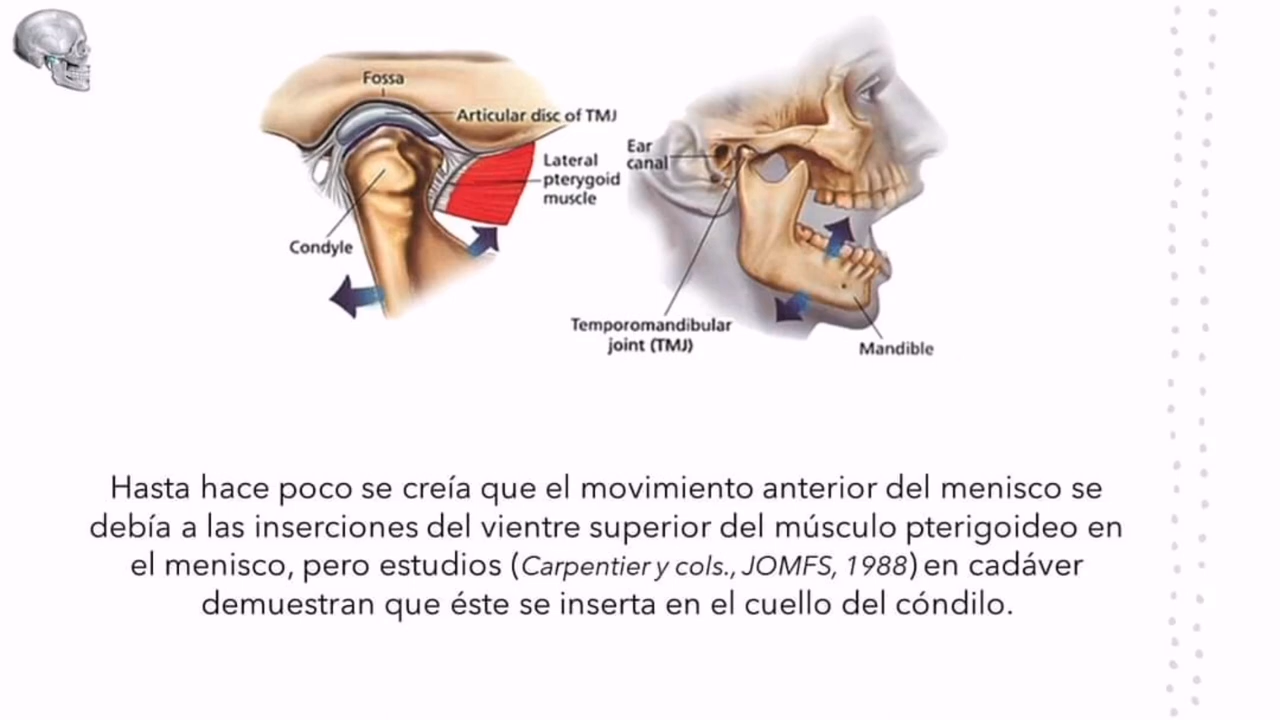 Fossa
Articular disc of TMJ
Lateral
pterygoid
muscle
Condyle
Ear
canal
Temporomandibular
joint (TMJ)
Mandible
Hasta hace poco se creía que el movimiento anterior del menisco se
debía a las inserciones del vientre superior del músculo pterigoideo en
el menisco, pero estudios (Carpentier y cols., JOMFS, 1988) en cadáver
demuestran que éste se inserta en el cuello del cóndilo.